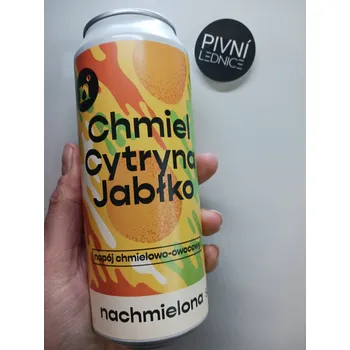 PIVNÍ
LEDNICE
n
Chmiel
Cytryna
Jabłko
napój chmielowo-owocowy
nachmielona